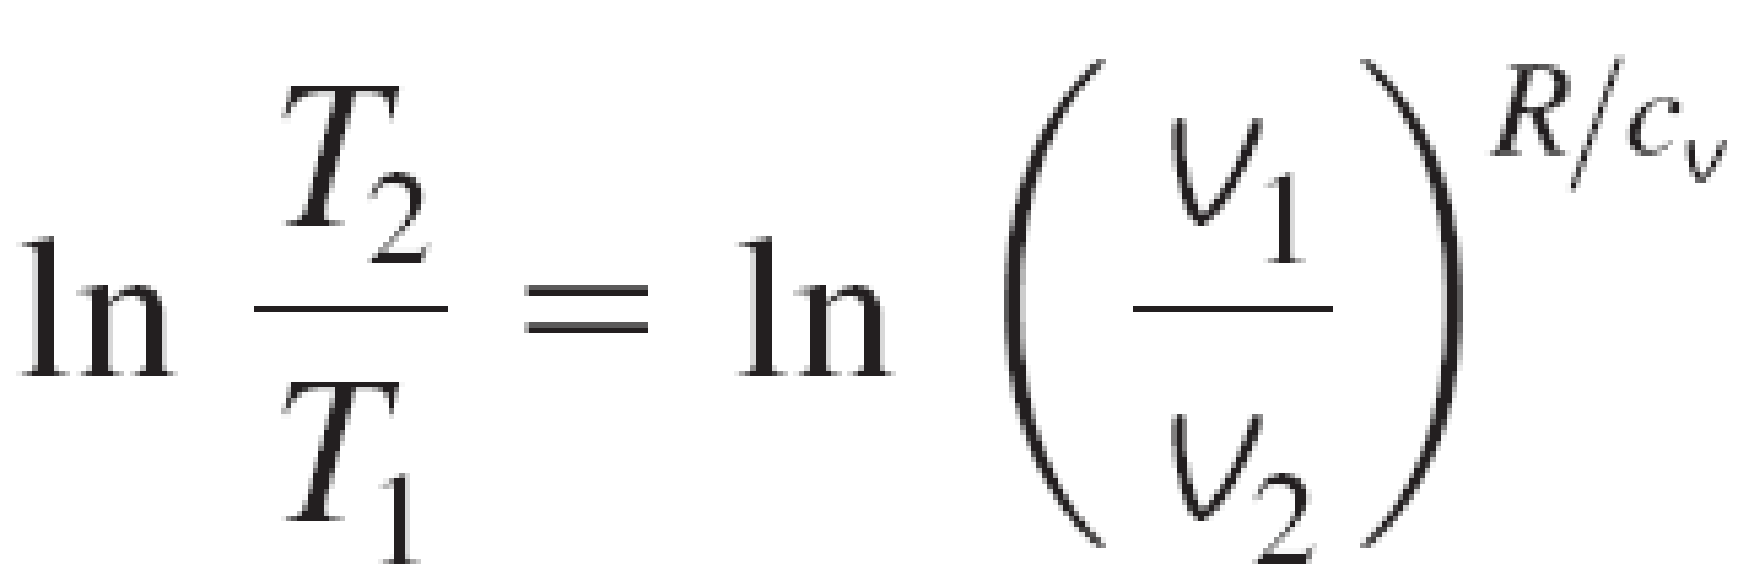 ln T₂/T₁ = ln (v₁/v₂)^(R/cᵥ)